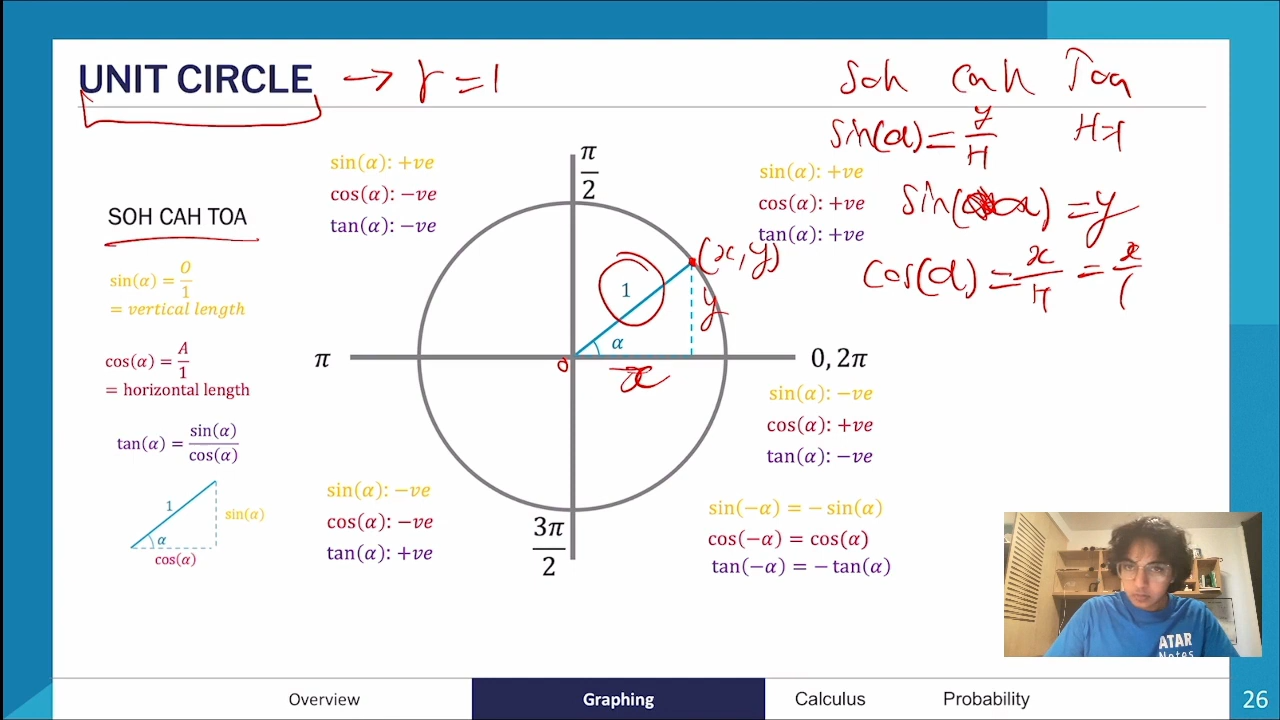 UNIT CIRCLE → r = 1
Soh Cah Toa
sin(α) = y/H H=1
sin(α) = y
cos(α) = x/H = x/1
π/2
sin(α): +ve
cos(α): −ve
tan(α): −ve
sin(α): +ve
cos(α): +ve
tan(α): +ve
SOH CAH TOA
sin(α) = O/1
= vertical length
cos(α) = A/1
= horizontal length
tan(α) = sin(α)/cos(α)
1
α
sin(α)
cos(α)
(x, y)
1
y
α
π
0
0, 2π
x
sin(α): −ve
cos(α): +ve
tan(α): −ve
sin(α): −ve
cos(α): −ve
tan(α): +ve
3π/2
sin(−α) = − sin(α)
cos(−α) = cos(α)
tan(−α) = − tan(α)
ATAR
Notes
Overview Graphing Calculus Probability 26